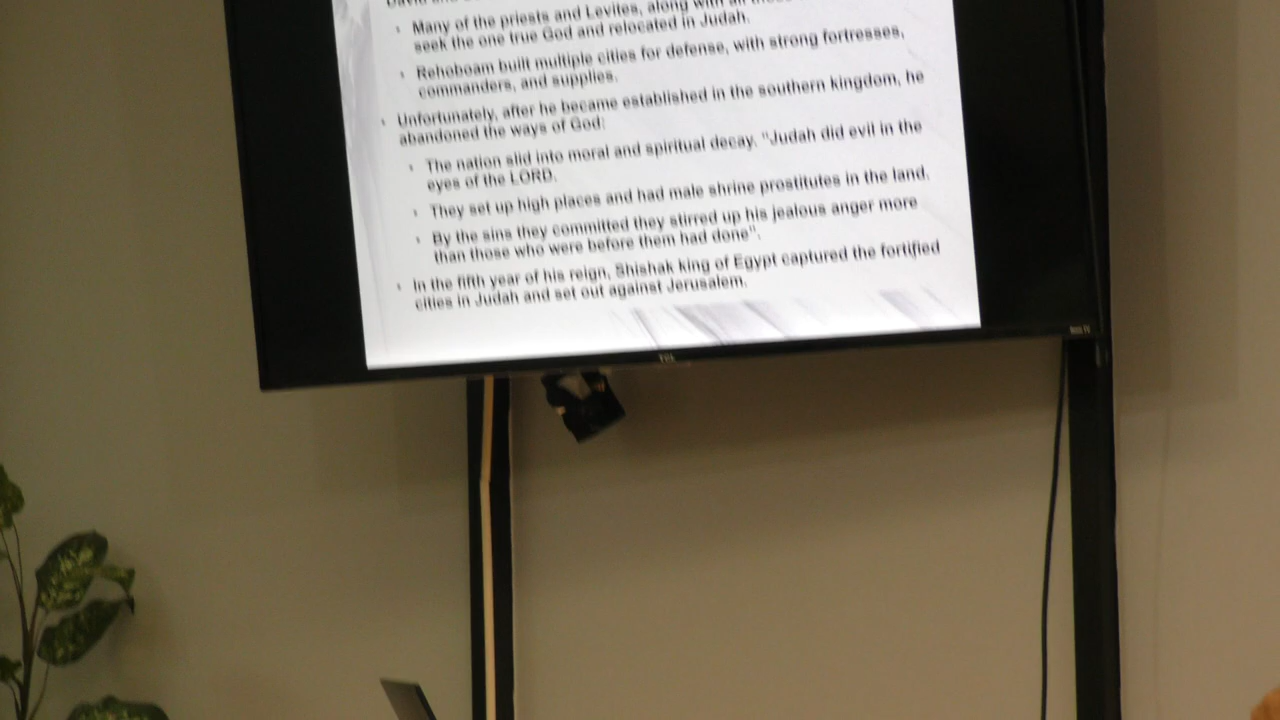 David and
Many of the priests and Levites, along with all
seek the one true God and relocated in Judah.
Rehoboam built multiple cities for defense, with strong fortresses,
commanders, and supplies.
Unfortunately, after he became established in the southern kingdom, he
abandoned the ways of God:
The nation slid into moral and spiritual decay. "Judah did evil in the
eyes of the LORD.
They set up high places and had male shrine prostitutes in the land.
By the sins they committed they stirred up his jealous anger more
than those who were before them had done".
In the fifth year of his reign, Shishak king of Egypt captured the fortified
cities in Judah and set out against Jerusalem.
TCL
Roku TV